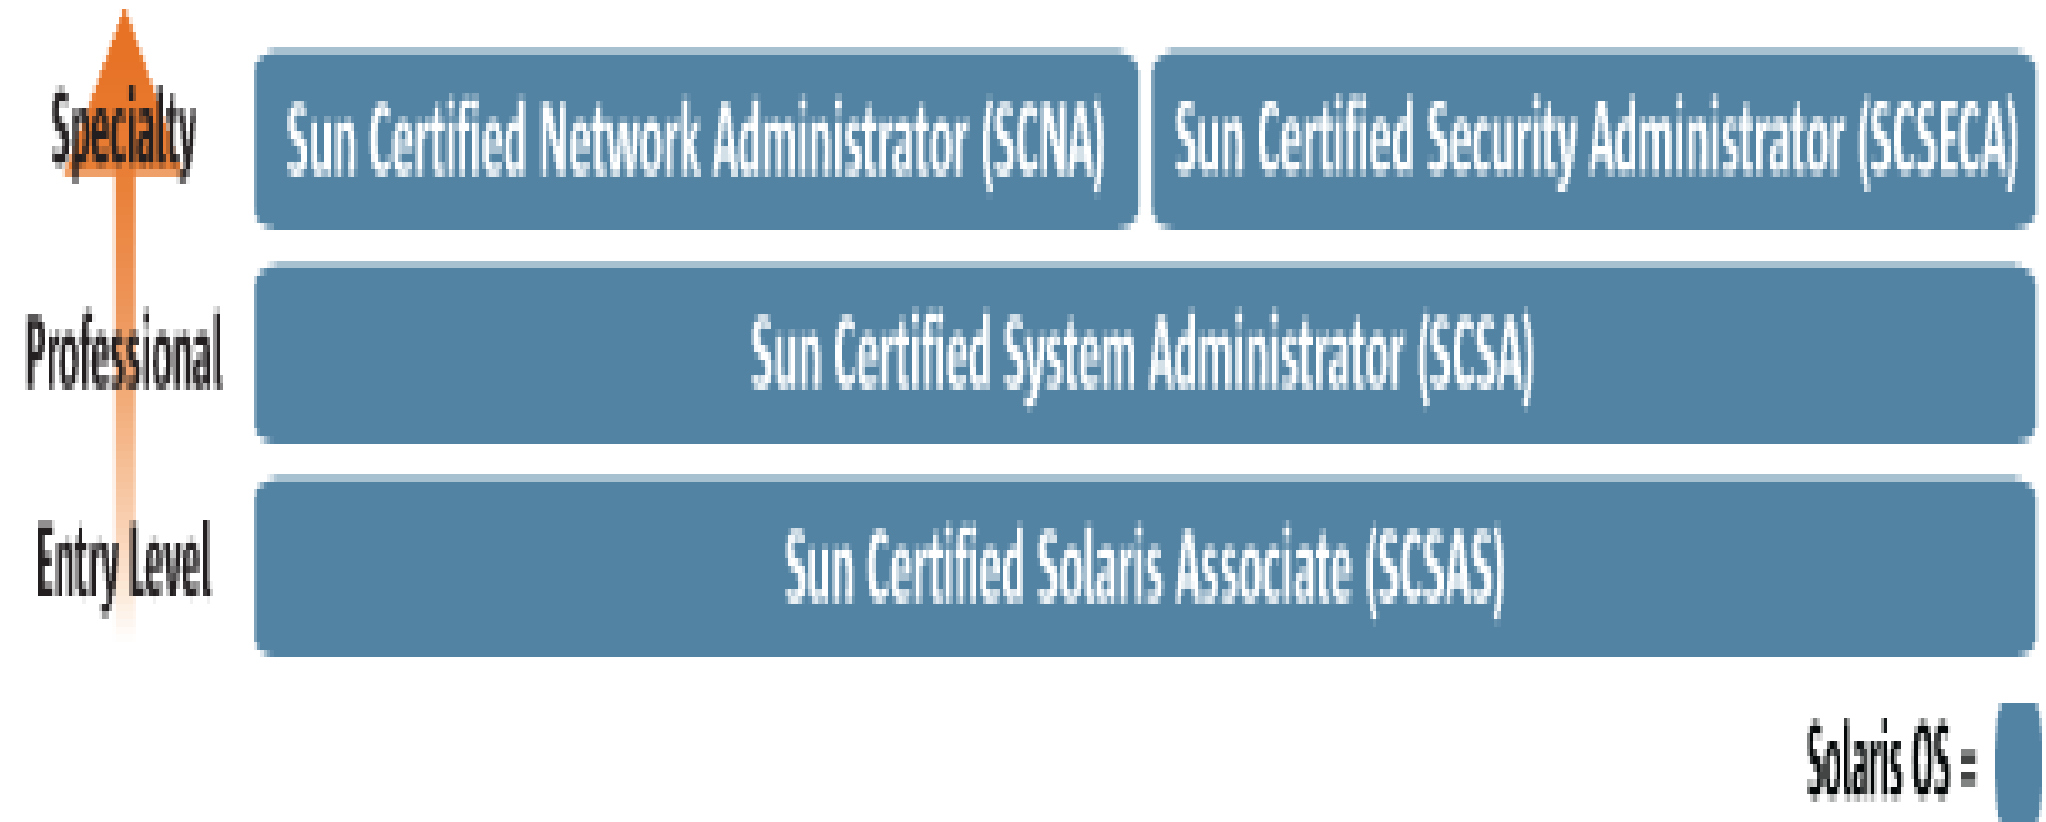 Specialty
Sun Certified Network Administrator (SCNA)
Sun Certified Security Administrator (SCSECA)
Professional
Sun Certified System Administrator (SCSA)
Entry Level
Sun Certified Solaris Associate (SCSAS)
Solaris OS =